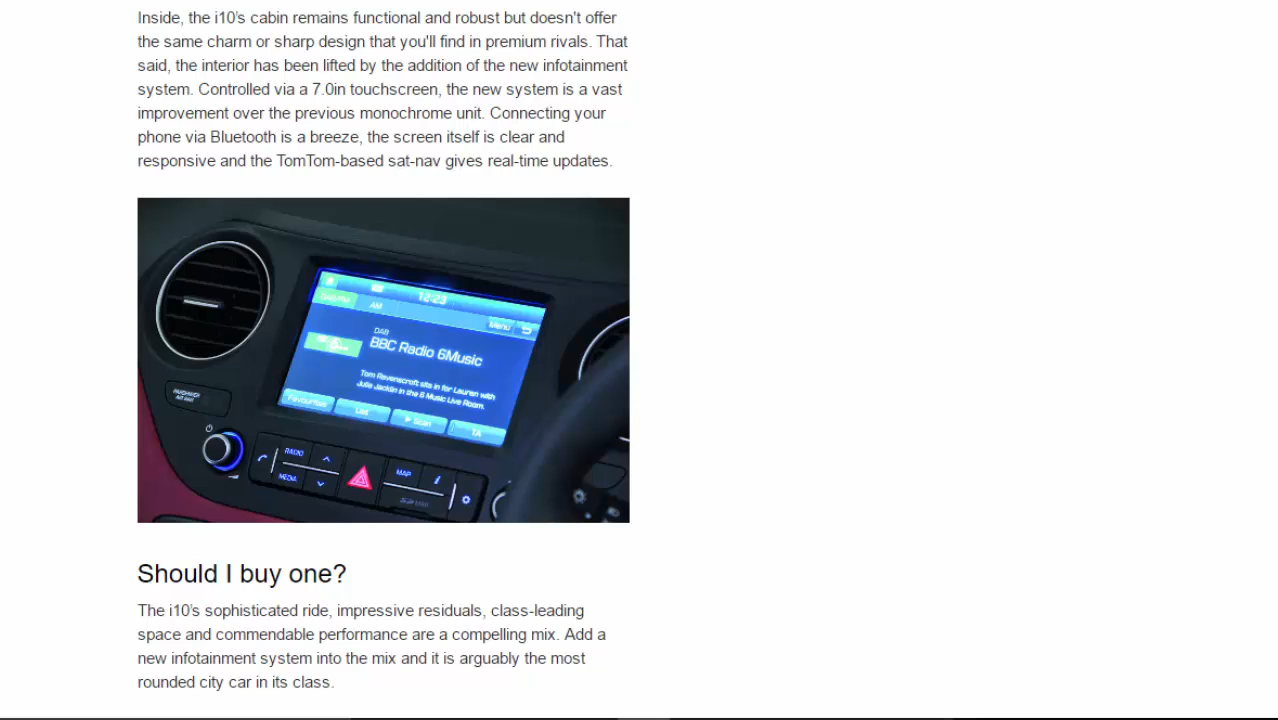 Inside, the i10's cabin remains functional and robust but doesn't offer
the same charm or sharp design that you'll find in premium rivals. That
said, the interior has been lifted by the addition of the new infotainment
system. Controlled via a 7.0in touchscreen, the new system is a vast
improvement over the previous monochrome unit. Connecting your
phone via Bluetooth is a breeze, the screen itself is clear and
responsive and the TomTom-based sat-nav gives real-time updates.
12:23
AM
Menu
DAB
BBC Radio 6Music
Tom Ravenscroft sits in for Lauren with
Julia Jacklin in the 6 Music Live Room.
Favourites
List
Scan
TA
RADIO
MEDIA
MAP
Should I buy one?
The i10's sophisticated ride, impressive residuals, class-leading
space and commendable performance are a compelling mix. Add a
new infotainment system into the mix and it is arguably the most
rounded city car in its class.